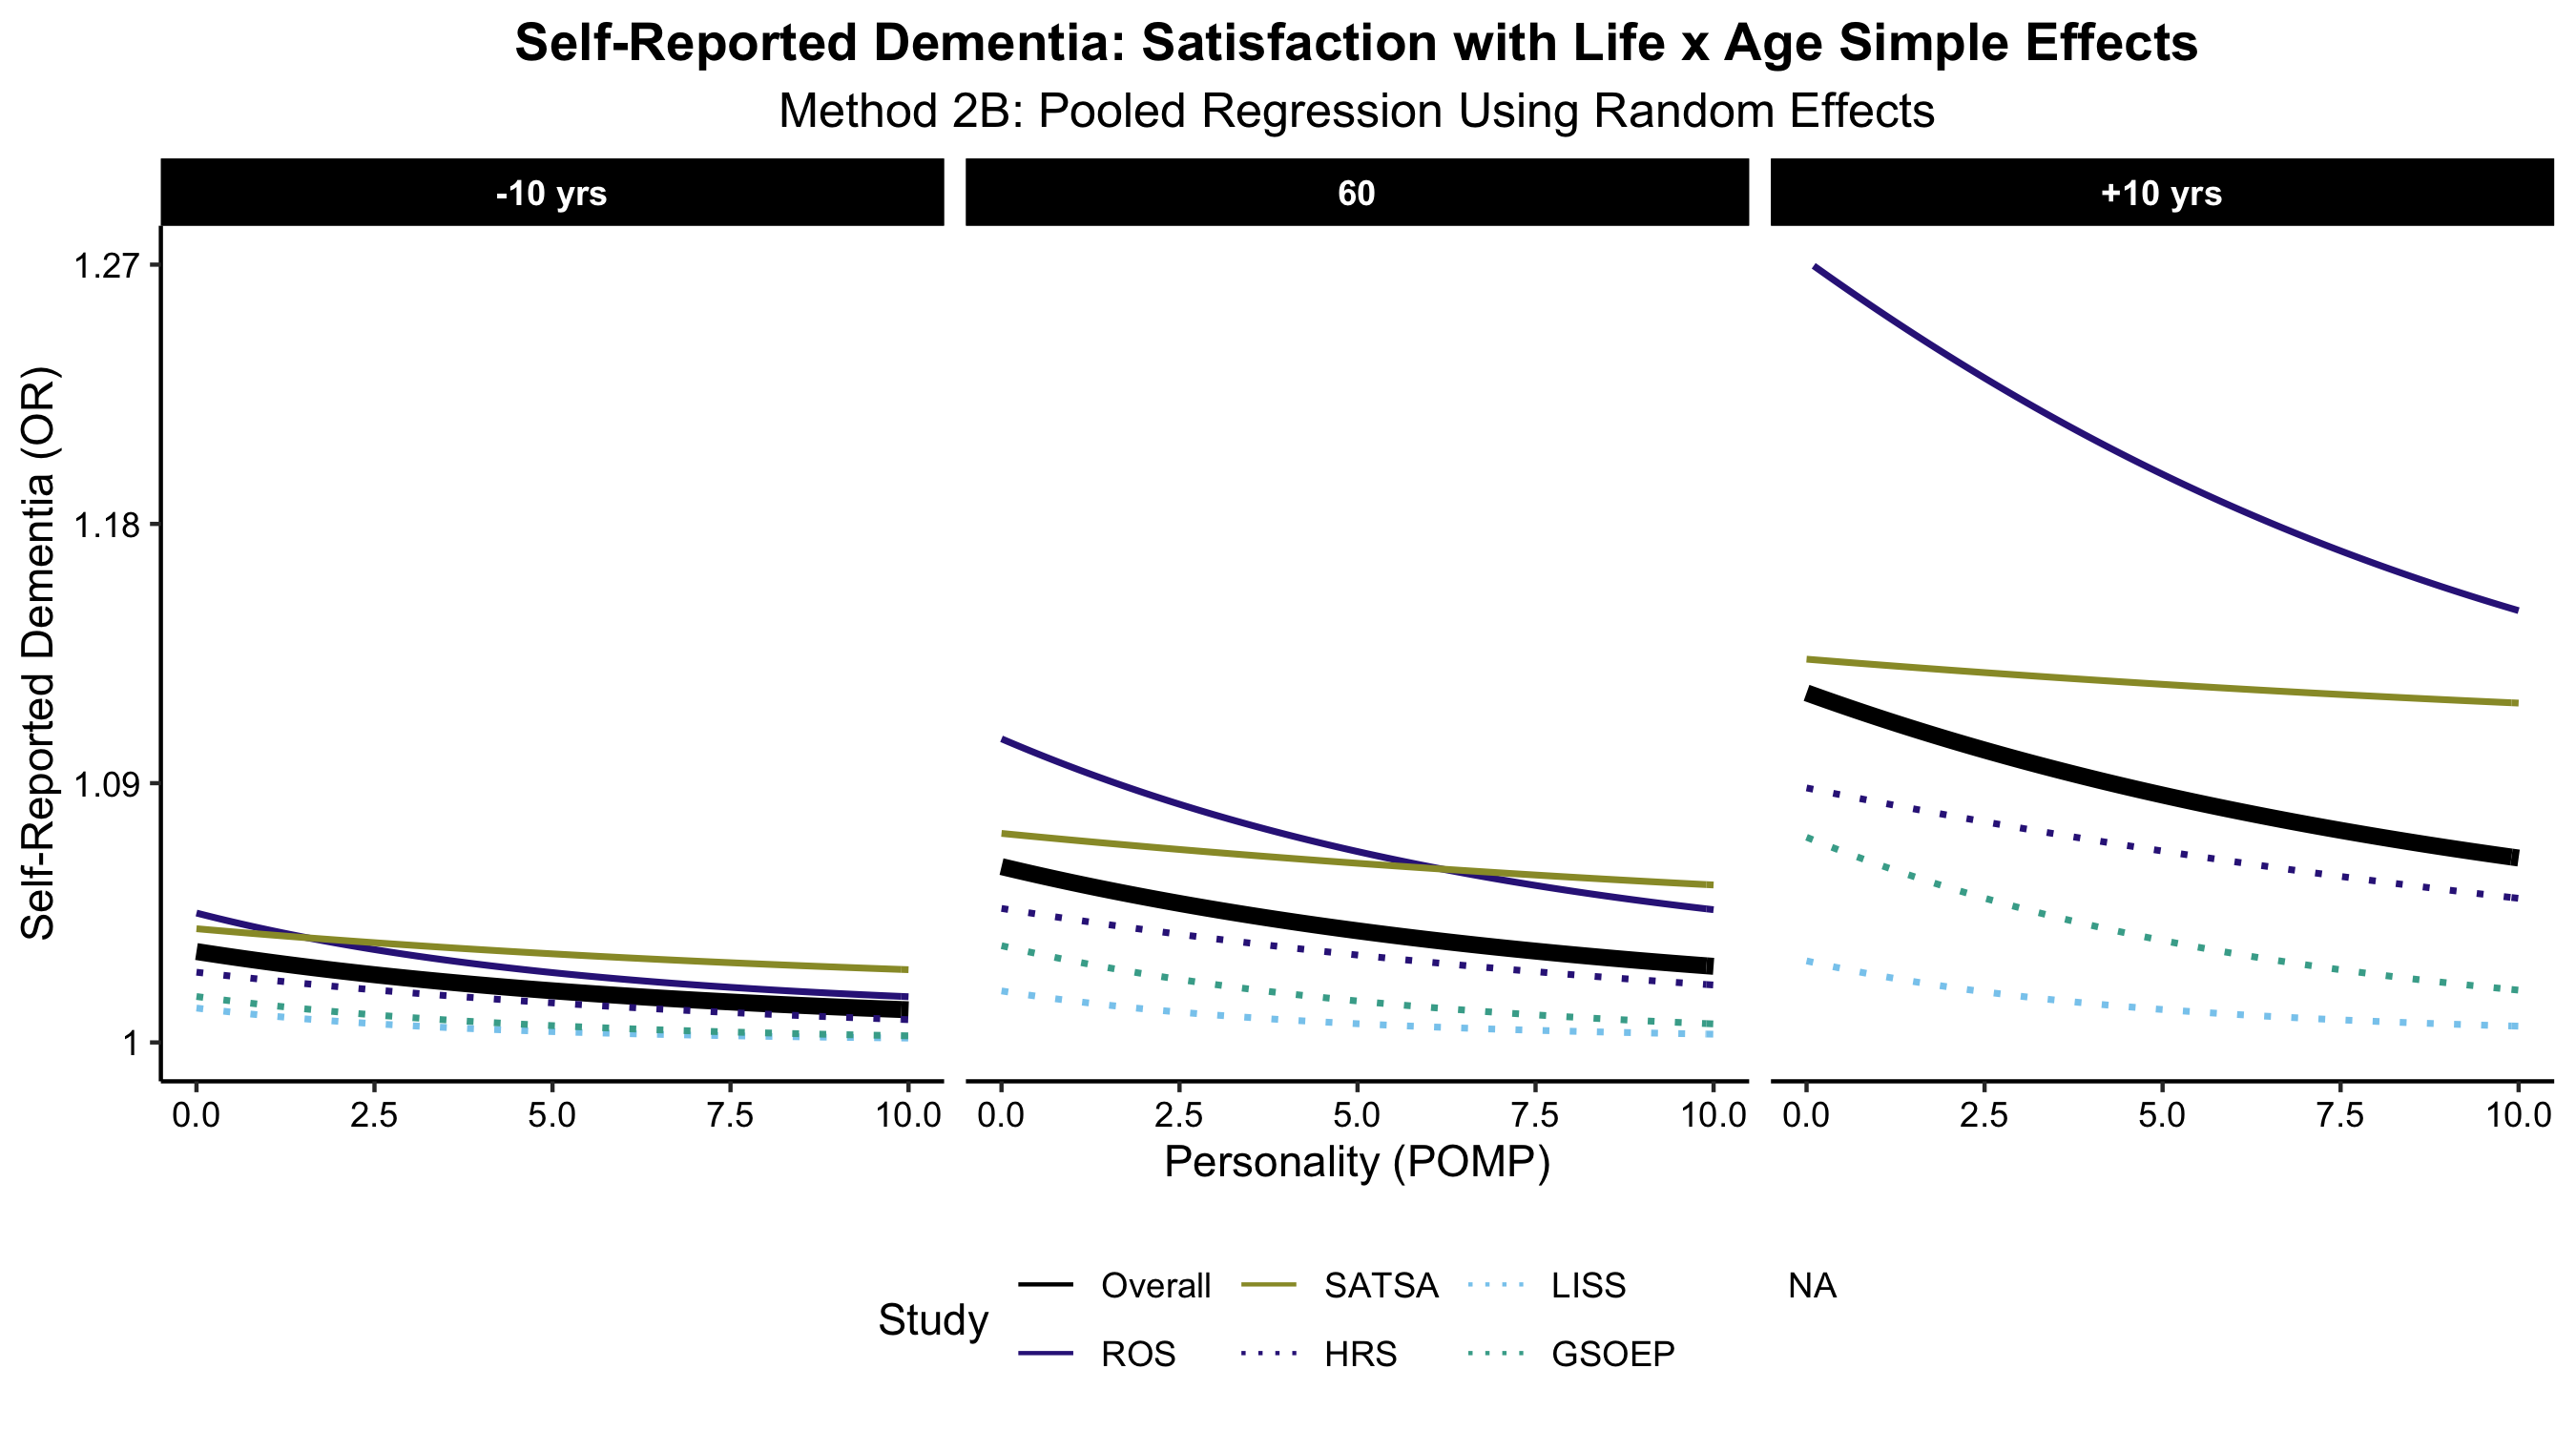 Self-Reported Dementia: Satisfaction with Life x Age Simple Effects
Method 2B: Pooled Regression Using Random Effects
-10 yrs
60
+10 yrs
Self-Reported Dementia (OR)
1.27
1.18
1.09
1
0.0 2.5 5.0 7.5 10.0
0.0 2.5 5.0 7.5 10.0
0.0 2.5 5.0 7.5 10.0
Personality (POMP)
Study
Overall SATSA LISS NA
ROS HRS GSOEP